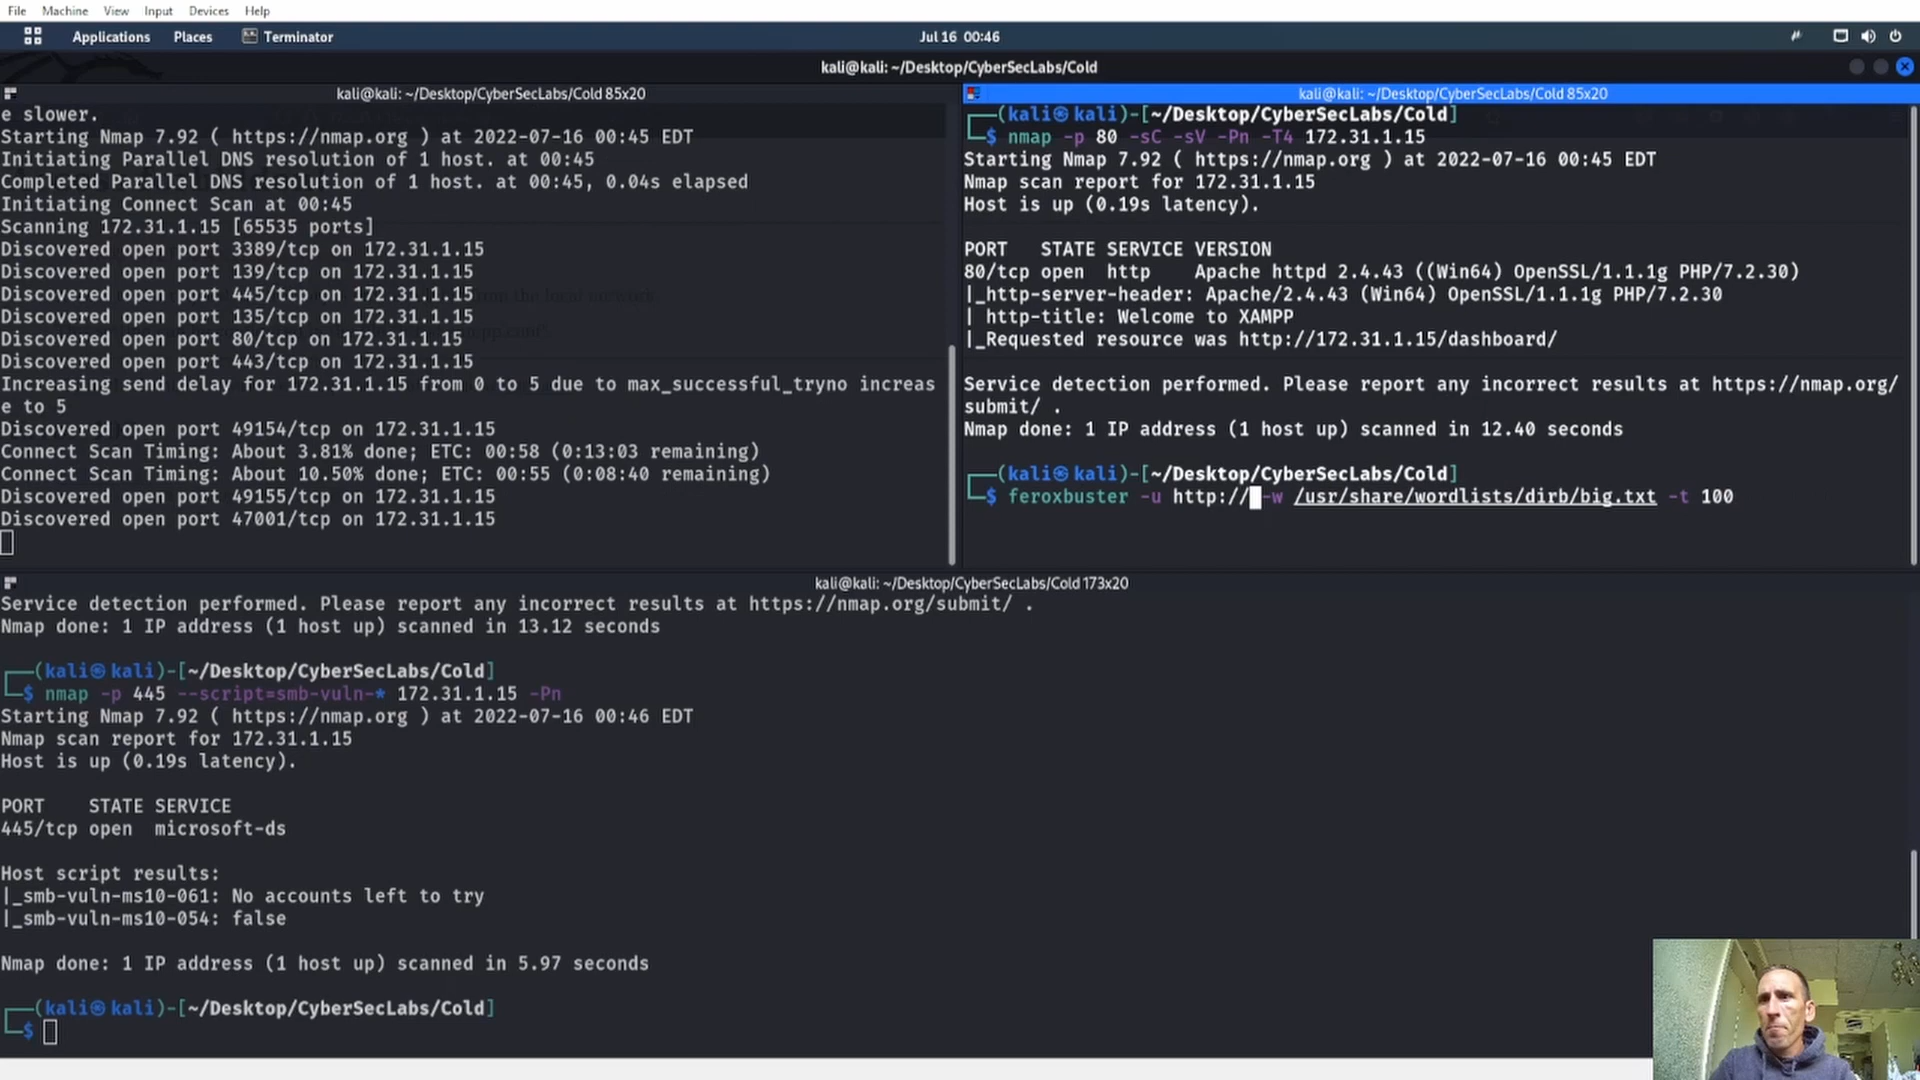 File Machine View Input Devices Help
Applications Places Terminator Jul 16 00:46
kali@kali: ~/Desktop/CyberSecLabs/Cold
kali@kali: ~/Desktop/CyberSecLabs/Cold 85x20
e slower.
Starting Nmap 7.92 ( https://nmap.org ) at 2022-07-16 00:45 EDT
Initiating Parallel DNS resolution of 1 host. at 00:45
Completed Parallel DNS resolution of 1 host. at 00:45, 0.04s elapsed
Initiating Connect Scan at 00:45
Scanning 172.31.1.15 [65535 ports]
Discovered open port 3389/tcp on 172.31.1.15
Discovered open port 139/tcp on 172.31.1.15
Discovered open port 445/tcp on 172.31.1.15
Discovered open port 135/tcp on 172.31.1.15
Discovered open port 80/tcp on 172.31.1.15
Discovered open port 443/tcp on 172.31.1.15
Increasing send delay for 172.31.1.15 from 0 to 5 due to max_successful_tryno increas
e to 5
Discovered open port 49154/tcp on 172.31.1.15
Connect Scan Timing: About 3.81% done; ETC: 00:58 (0:13:03 remaining)
Connect Scan Timing: About 10.50% done; ETC: 00:55 (0:08:40 remaining)
Discovered open port 49155/tcp on 172.31.1.15
Discovered open port 47001/tcp on 172.31.1.15
kali@kali: ~/Desktop/CyberSecLabs/Cold 85x20
┌──(kali㉿kali)-[~/Desktop/CyberSecLabs/Cold]
└─$ nmap -p 80 -sC -sV -Pn -T4 172.31.1.15
Starting Nmap 7.92 ( https://nmap.org ) at 2022-07-16 00:45 EDT
Nmap scan report for 172.31.1.15
Host is up (0.19s latency).
PORT   STATE SERVICE VERSION
80/tcp open  http    Apache httpd 2.4.43 ((Win64) OpenSSL/1.1.1g PHP/7.2.30)
|_http-server-header: Apache/2.4.43 (Win64) OpenSSL/1.1.1g PHP/7.2.30
| http-title: Welcome to XAMPP
|_Requested resource was http://172.31.1.15/dashboard/
Service detection performed. Please report any incorrect results at https://nmap.org/
submit/ .
Nmap done: 1 IP address (1 host up) scanned in 12.40 seconds
┌──(kali㉿kali)-[~/Desktop/CyberSecLabs/Cold]
└─$ feroxbuster -u http:// -w /usr/share/wordlists/dirb/big.txt -t 100
kali@kali: ~/Desktop/CyberSecLabs/Cold 173x20
Service detection performed. Please report any incorrect results at https://nmap.org/submit/ .
Nmap done: 1 IP address (1 host up) scanned in 13.12 seconds
┌──(kali㉿kali)-[~/Desktop/CyberSecLabs/Cold]
└─$ nmap -p 445 --script=smb-vuln-* 172.31.1.15 -Pn
Starting Nmap 7.92 ( https://nmap.org ) at 2022-07-16 00:46 EDT
Nmap scan report for 172.31.1.15
Host is up (0.19s latency).
PORT    STATE SERVICE
445/tcp open  microsoft-ds
Host script results:
|_smb-vuln-ms10-061: No accounts left to try
|_smb-vuln-ms10-054: false
Nmap done: 1 IP address (1 host up) scanned in 5.97 seconds
┌──(kali㉿kali)-[~/Desktop/CyberSecLabs/Cold]
└─$